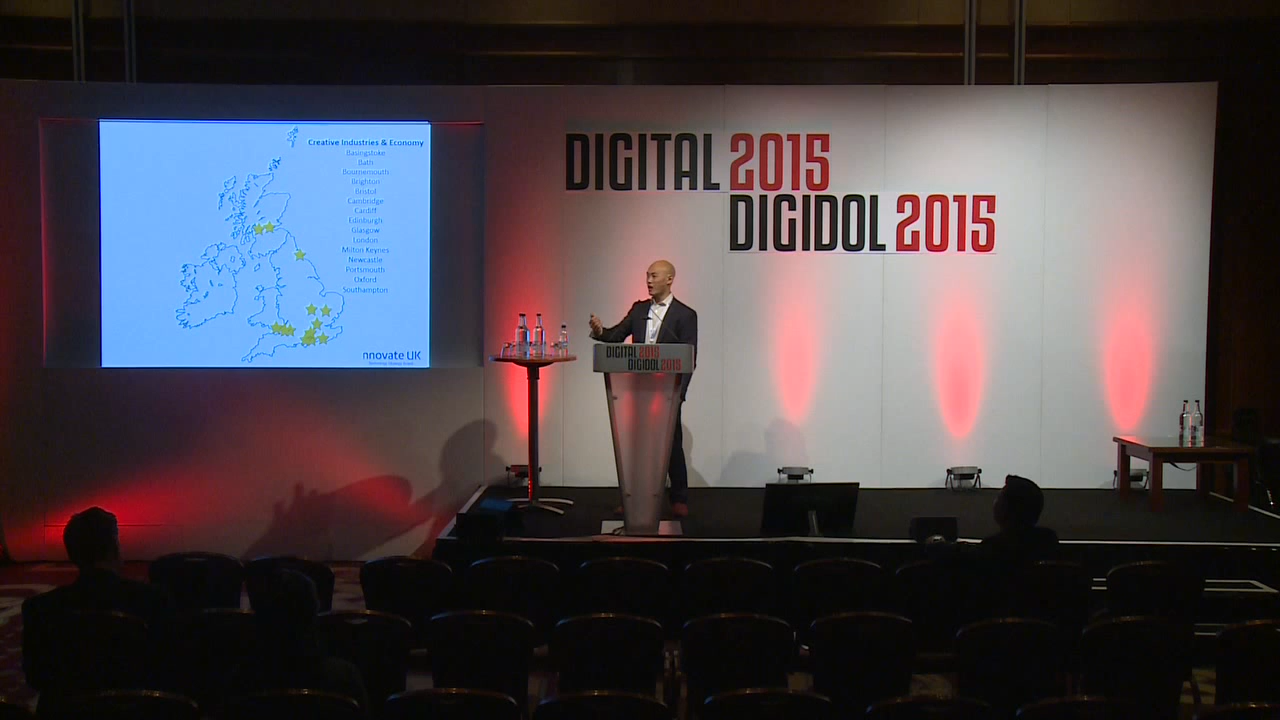 Creative Industries & Economy
Basingstoke
Bath
Bournemouth
Brighton
Bristol
Cambridge
Cardiff
Edinburgh
Glasgow
London
Milton Keynes
Newcastle
Portsmouth
Oxford
Southampton
nnovate UK
DIGITAL 2015
DIGIDOL 2015
DIGITAL 2015
DIGIDOL 2015